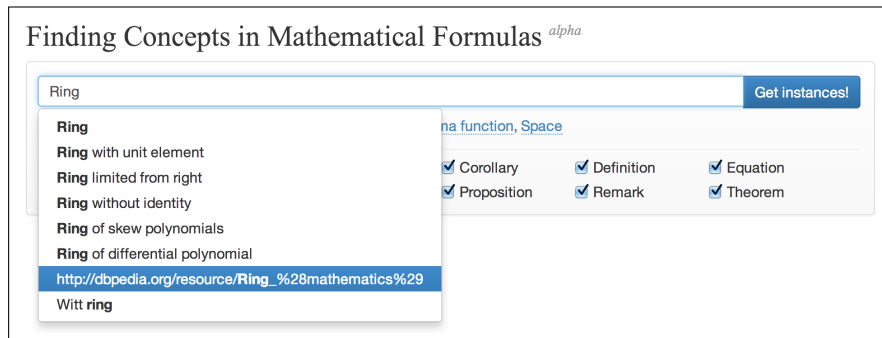 Finding Concepts in Mathematical Formulas alpha
Ring Get instances!
Ring
na function, Space
Ring with unit element
Ring limited from right
Corollary Definition Equation
Ring without identity
Proposition Remark Theorem
Ring of skew polynomials
Ring of differential polynomial
http://dbpedia.org/resource/Ring_%28mathematics%29
Witt ring